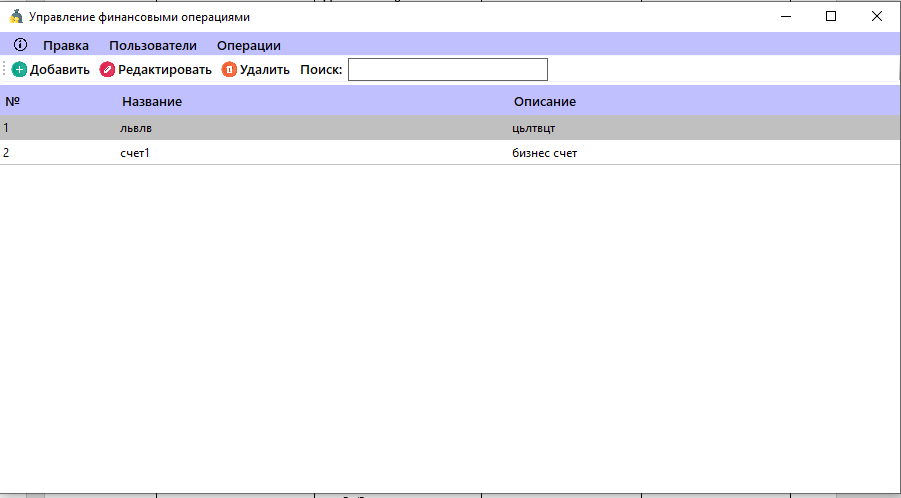 Управление финансовыми операциями
Правка Пользователи Операции
Добавить Редактировать Удалить Поиск:
№ Название Описание
1 львлв цьлтвцт
2 счет1 бизнес счет